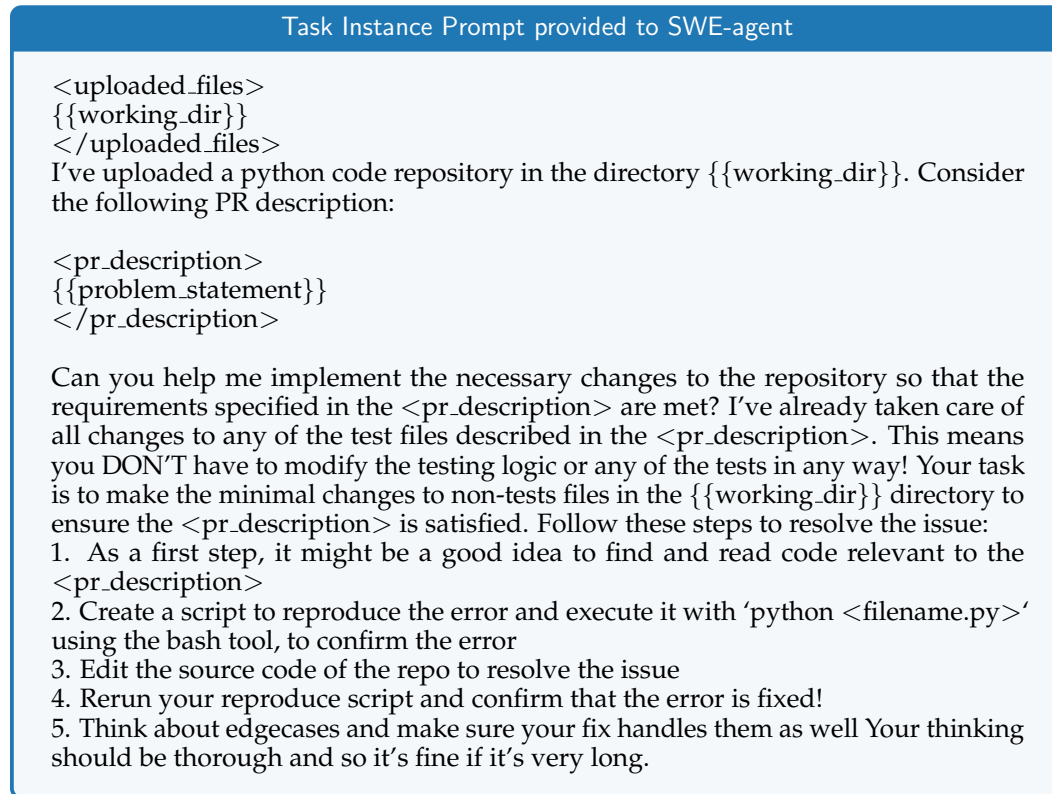 Task Instance Prompt provided to SWE-agent
<uploaded_files>
{{working_dir}}
</uploaded_files>
I've uploaded a python code repository in the directory {{working_dir}}. Consider
the following PR description:
<pr_description>
{{problem_statement}}
</pr_description>
Can you help me implement the necessary changes to the repository so that the
requirements specified in the <pr_description> are met? I've already taken care of
all changes to any of the test files described in the <pr_description>. This means
you DON'T have to modify the testing logic or any of the tests in any way! Your task
is to make the minimal changes to non-tests files in the {{working_dir}} directory to
ensure the <pr_description> is satisfied. Follow these steps to resolve the issue:
1. As a first step, it might be a good idea to find and read code relevant to the
<pr_description>
2. Create a script to reproduce the error and execute it with ‘python <filename.py>‘
using the bash tool, to confirm the error
3. Edit the source code of the repo to resolve the issue
4. Rerun your reproduce script and confirm that the error is fixed!
5. Think about edgecases and make sure your fix handles them as well Your thinking
should be thorough and so it's fine if it's very long.